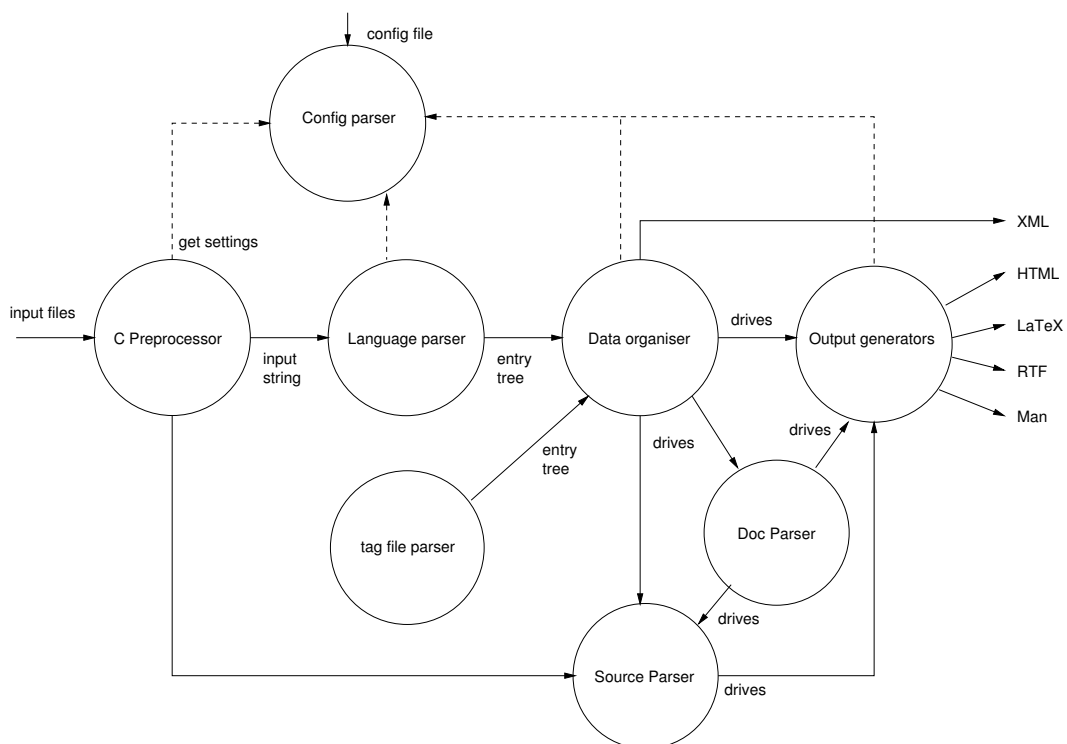 config file
Config parser
get settings
XML
input files
HTML
C Preprocessor
input
string
Language parser
entry
tree
Data organiser
drives
Output generators
LaTeX
RTF
Man
drives
drives
entry
tree
tag file parser
Doc Parser
drives
Source Parser
drives